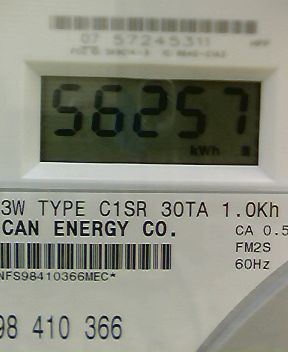 07 57245311
56257
kWh
3W TYPE C1SR 30TA 1.0Kh
CAN ENERGY CO.
CA 0.5
FM2S
60Hz
NFS98410366MEC*
98 410 366